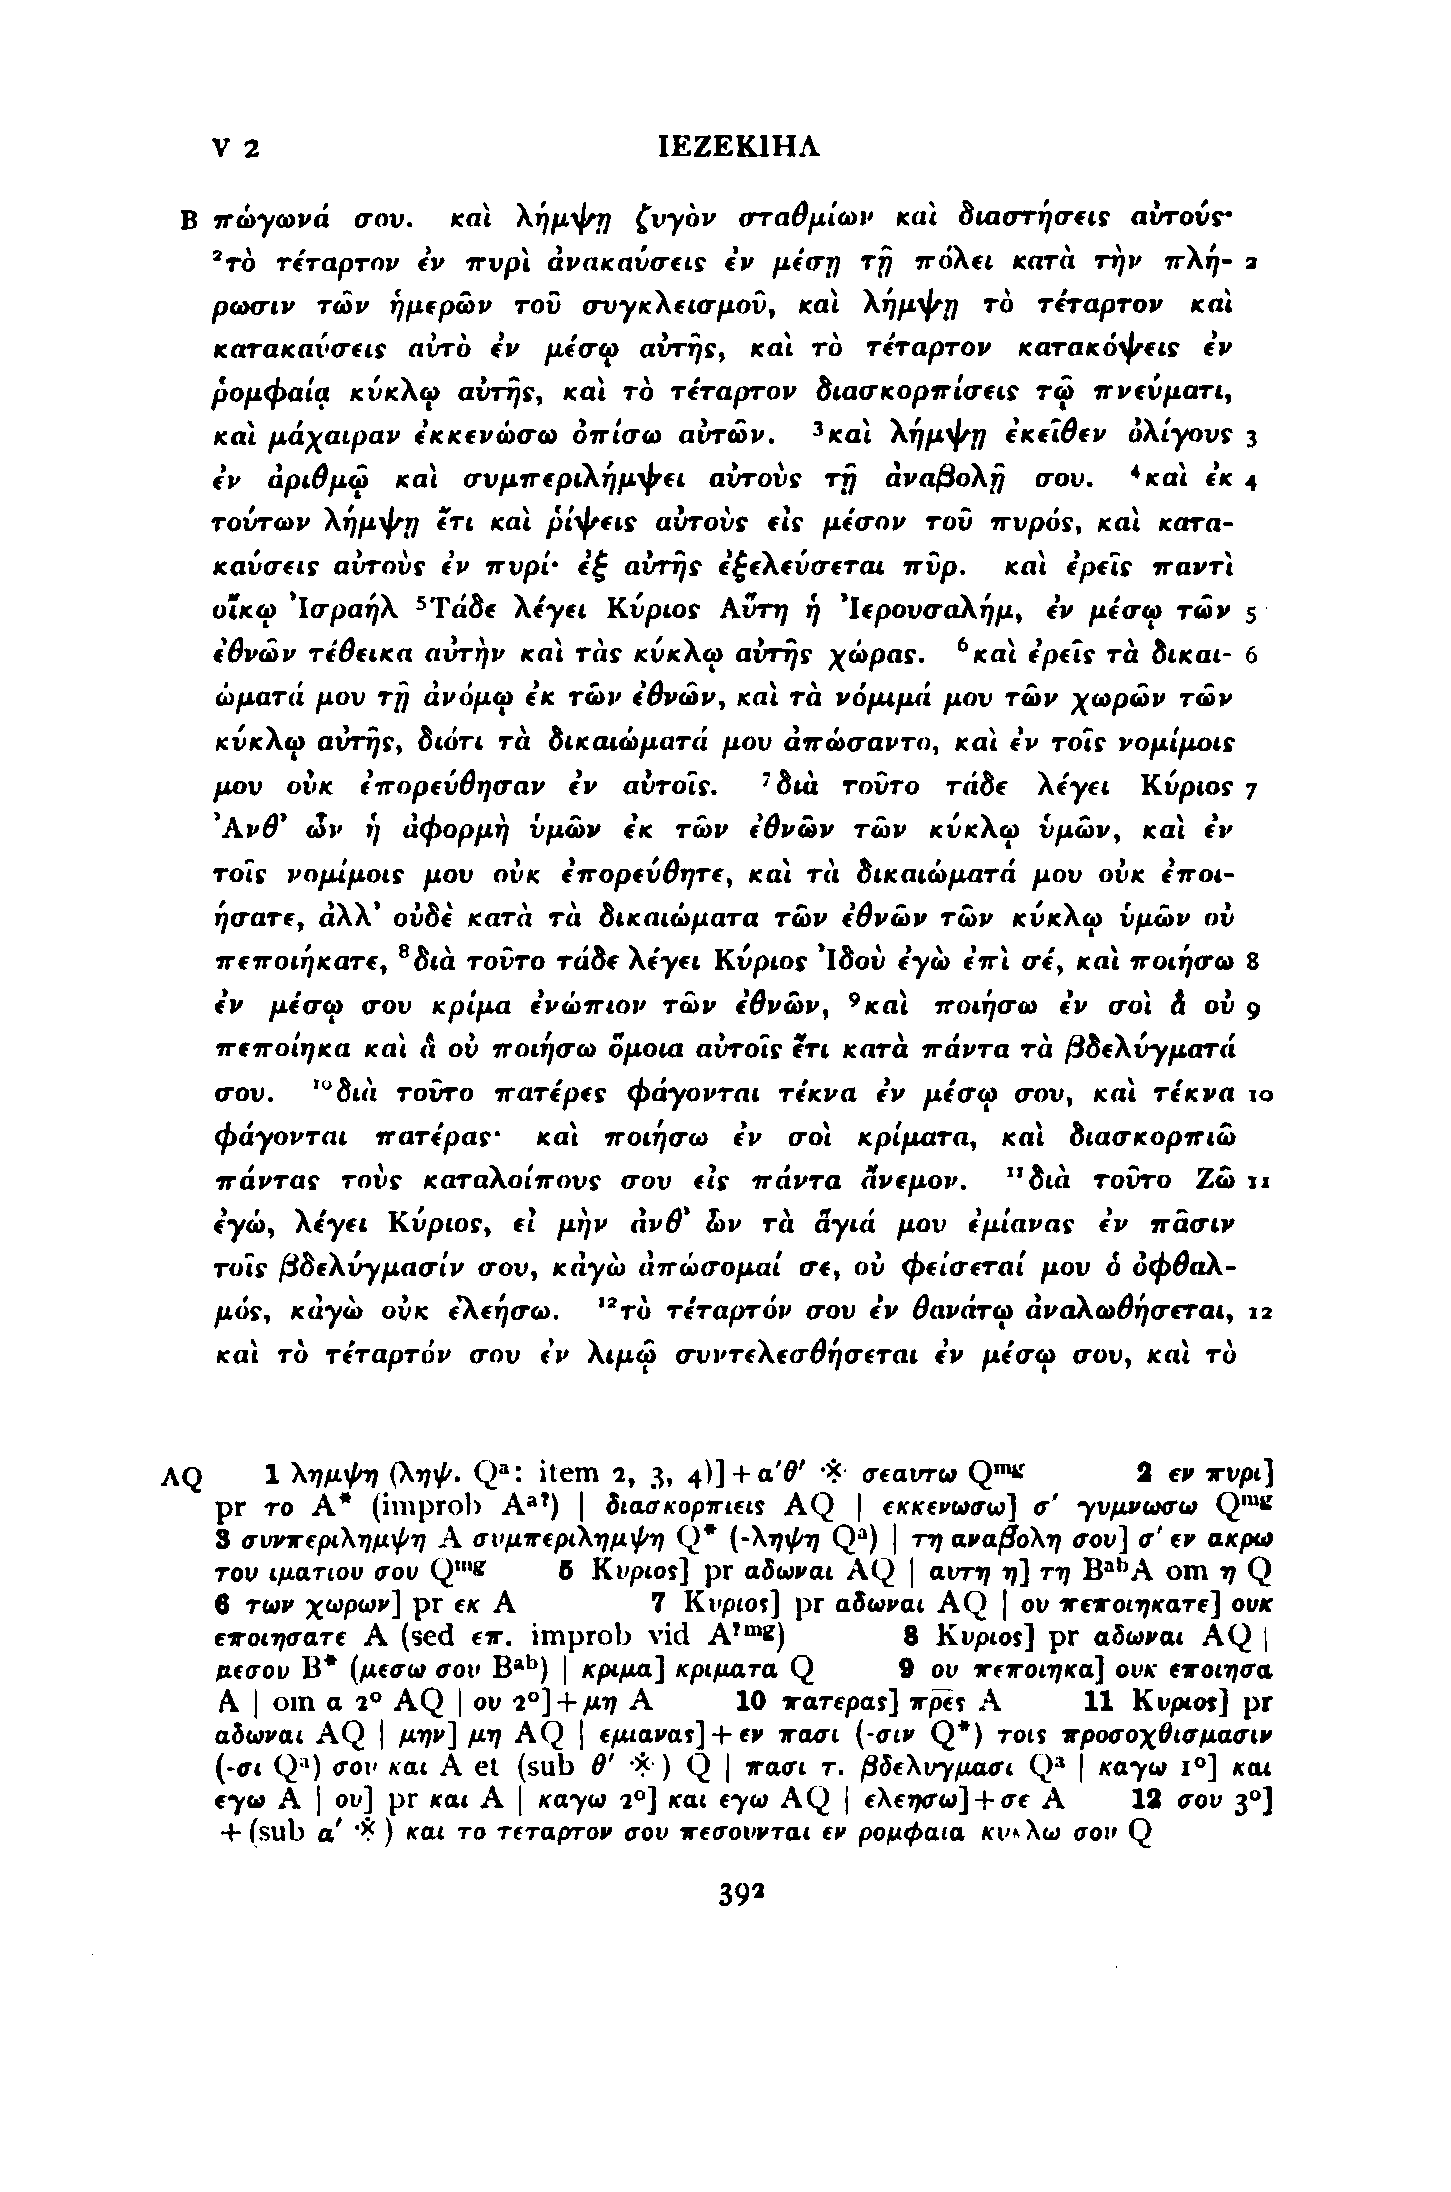 V 2 ΙΕΖΕΚΙΗΛ
B πώγωνά σου. καὶ λήμψῃ ζυγὸν σταθμίων καὶ διαστήσεις αὐτούς·
²τὸ τέταρτον ἐν πυρὶ ἀνακαύσεις ἐν μέσῃ τῇ πόλει κατὰ τὴν πλή- 2
ρωσιν τῶν ἡμερῶν τοῦ συγκλεισμοῦ, καὶ λήμψῃ τὸ τέταρτον καὶ
κατακαύσεις αὐτὸ ἐν μέσῳ αὐτῆς, καὶ τὸ τέταρτον κατακόψεις ἐν
ῥομφαίᾳ κύκλῳ αὐτῆς, καὶ τὸ τέταρτον διασκορπίσεις τῷ πνεύματι,
καὶ μάχαιραν ἐκκενώσω ὀπίσω αὐτῶν. ³καὶ λήμψῃ ἐκεῖθεν ὀλίγους 3
ἐν ἀριθμῷ καὶ συμπεριλήμψει αὐτοὺς τῇ ἀναβολῇ σου. ⁴καὶ ἐκ 4
τούτων λήμψῃ ἔτι καὶ ῥίψεις αὐτοὺς εἰς μέσον τοῦ πυρός, καὶ κατα-
καύσεις αὐτοὺς ἐν πυρί· ἐξ αὐτῆς ἐξελεύσεται πῦρ. καὶ ἐρεῖς παντὶ
οἴκῳ Ἰσραήλ ⁵Τάδε λέγει Κύριος Αὕτη ἡ Ἰερουσαλήμ, ἐν μέσῳ τῶν 5
ἐθνῶν τέθεικα αὐτὴν καὶ τὰς κύκλῳ αὐτῆς χώρας. ⁶καὶ ἐρεῖς τὰ δικαι- 6
ώματά μου τῇ ἀνόμῳ ἐκ τῶν ἐθνῶν, καὶ τὰ νόμιμά μου τῶν χωρῶν τῶν
κύκλῳ αὐτῆς, διότι τὰ δικαιώματά μου ἀπώσαντο, καὶ ἐν τοῖς νομίμοις
μου οὐκ ἐπορεύθησαν ἐν αὐτοῖς. ⁷διὰ τοῦτο τάδε λέγει Κύριος 7
Ἀνθ’ ὧν ἡ ἀφορμὴ ὑμῶν ἐκ τῶν ἐθνῶν τῶν κύκλῳ ὑμῶν, καὶ ἐν
τοῖς νομίμοις μου οὐκ ἐπορεύθητε, καὶ τὰ δικαιώματά μου οὐκ ἐποι-
ήσατε, ἀλλ’ οὐδὲ κατὰ τὰ δικαιώματα τῶν ἐθνῶν τῶν κύκλῳ ὑμῶν οὐ
πεποιήκατε, ⁸διὰ τοῦτο τάδε λέγει Κύριος Ἰδοὺ ἐγὼ ἐπὶ σέ, καὶ ποιήσω 8
ἐν μέσῳ σου κρίμα ἐνώπιον τῶν ἐθνῶν, ⁹καὶ ποιήσω ἐν σοὶ ἃ οὐ 9
πεποίηκα καὶ ἃ οὐ ποιήσω ὅμοια αὐτοῖς ἔτι κατὰ πάντα τὰ βδελύγματά
σου. ¹⁰διὰ τοῦτο πατέρες φάγονται τέκνα ἐν μέσῳ σου, καὶ τέκνα 10
φάγονται πατέρας· καὶ ποιήσω ἐν σοὶ κρίματα, καὶ διασκορπιῶ
πάντας τοὺς καταλοίπους σου εἰς πάντα ἄνεμον. ¹¹διὰ τοῦτο Ζῶ 11
ἐγώ, λέγει Κύριος, εἰ μὴν ἀνθ’ ὧν τὰ ἅγιά μου ἐμίανας ἐν πᾶσιν
τοῖς βδελύγμασίν σου, κἀγὼ ἀπώσομαί σε, οὐ φείσεταί μου ὁ ὀφθαλ-
μός, κἀγὼ οὐκ ἐλεήσω. ¹²τὸ τέταρτόν σου ἐν θανάτῳ ἀναλωθήσεται, 12
καὶ τὸ τέταρτόν σου ἐν λιμῷ συντελεσθήσεται ἐν μέσῳ σου, καὶ τὸ
AQ 1 λημψη (ληψ. Qᵃ: item 2, 3, 4)] + α′θ′ ※ σεαυτω Qᵐᵍ 2 εν πυρι]
pr το A* (improb Aᵃ?) | διασκορπιεις AQ | εκκενωσω] σ′ γυμνωσω Qᵐᵍ
3 συνπεριλημψη A συμπεριλημψη Q* (-ληψη Qᵃ) | τη αναβολη σου] σ′ εν ακρω
του ιματιου σου Qᵐᵍ 5 Κυριος] pr αδωναι AQ | αυτη η] τη BᵃᵇA om η Q
6 των χωρων] pr εκ A 7 Κυριος] pr αδωναι AQ | ου πεποιηκατε] ουκ
εποιησατε A (sed επ. improb vid A?ᵐᵍ) 8 Κυριος] pr αδωναι AQ |
μεσου B* (μεσω σου Bᵃᵇ) | κριμα] κριματα Q 9 ου πεποιηκα] ουκ εποιησα
A | om α 2° AQ | ου 2°] + μη A 10 πατερας] πρ̅ε̅ς A 11 Κυριος] pr
αδωναι AQ | μην] μη AQ | εμιανας] + εν πασι (-σιν Q*) τοις προσοχθισμασιν
(-σι Qᵃ) σου και A et (sub θ′ ※) Q | πασι τ. βδελυγμασι Qᵃ | καγω 1°] και
εγω A | ου] pr και A | καγω 2°] και εγω AQ | ελεησω] + σε A 12 σου 3°]
+ (sub α′ ※) και το τεταρτον σου πεσουνται εν ρομφαια κυκλω σου Q
392